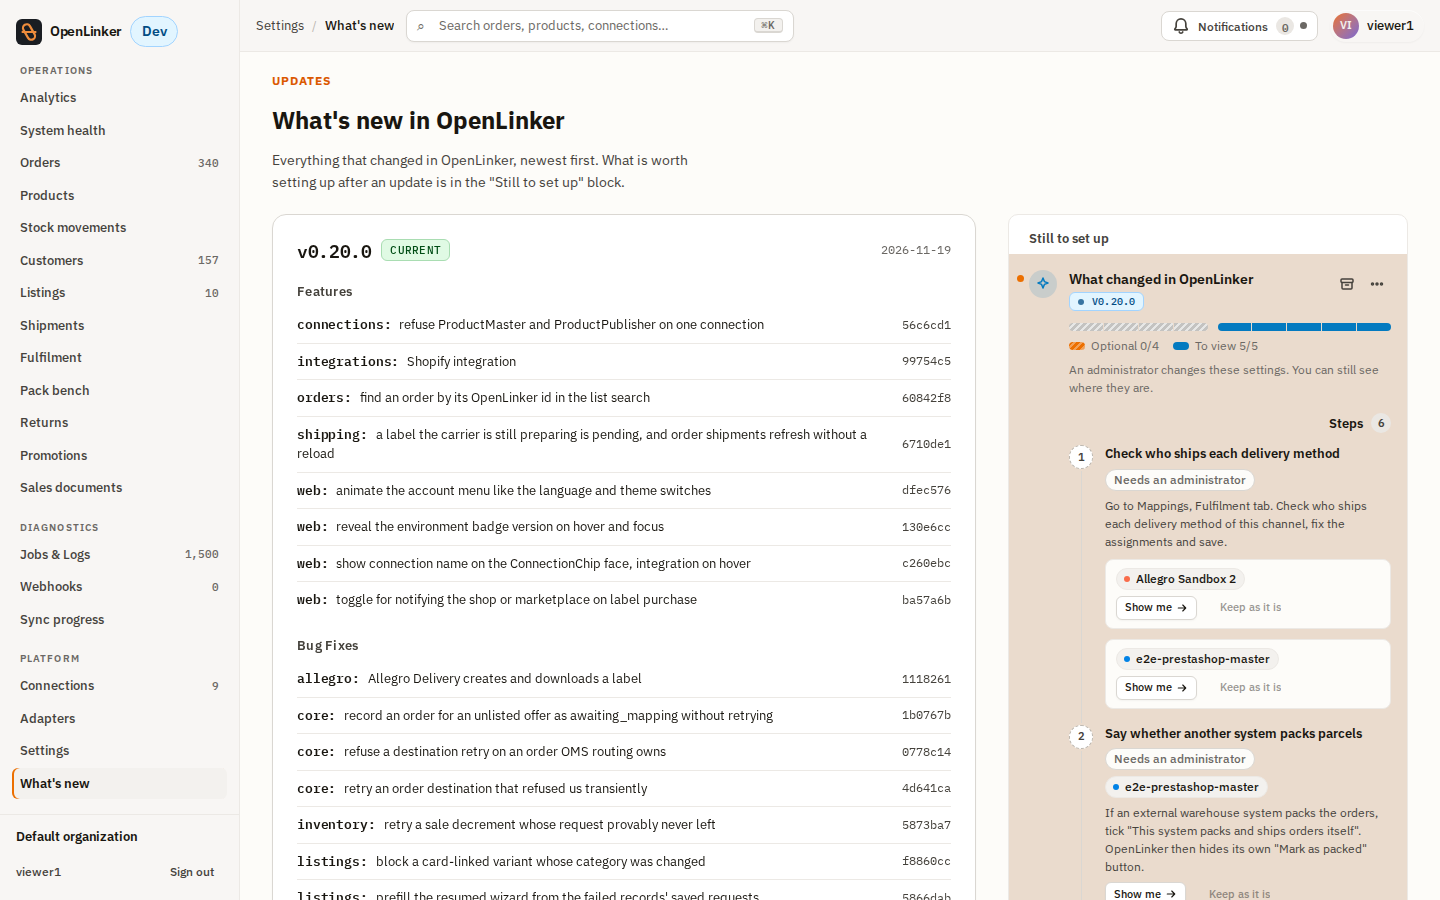 OpenLinker Dev
OPERATIONS
Analytics
System health
Orders 340
Products
Stock movements
Customers 157
Listings 10
Shipments
Fulfilment
Pack bench
Returns
Promotions
Sales documents
DIAGNOSTICS
Jobs & Logs 1,500
Webhooks 0
Sync progress
PLATFORM
Connections 9
Adapters
Settings
What's new
Default organization
viewer1 Sign out
Settings / What's new
Search orders, products, connections... ⌘K
Notifications 0
VI viewer1
UPDATES
What's new in OpenLinker
Everything that changed in OpenLinker, newest first. What is worth
setting up after an update is in the "Still to set up" block.
v0.20.0 CURRENT 2026-11-19
Features
connections: refuse ProductMaster and ProductPublisher on one connection 56c6cd1
integrations: Shopify integration 99754c5
orders: find an order by its OpenLinker id in the list search 60842f8
shipping: a label the carrier is still preparing is pending, and order shipments refresh without a
reload 6710de1
web: animate the account menu like the language and theme switches dfec576
web: reveal the environment badge version on hover and focus 130e6cc
web: show connection name on the ConnectionChip face, integration on hover c260ebc
web: toggle for notifying the shop or marketplace on label purchase ba57a6b
Bug Fixes
allegro: Allegro Delivery creates and downloads a label 1118261
core: record an order for an unlisted offer as awaiting_mapping without retrying 1b0767b
core: refuse a destination retry on an order OMS routing owns 0778c14
core: retry an order destination that refused us transiently 4d641ca
inventory: retry a sale decrement whose request provably never left 5873ba7
listings: block a card-linked variant whose category was changed f8860cc
listings: prefill the resumed wizard from the failed records' saved requests 5866dab
Still to set up
What changed in OpenLinker
V0.20.0
Optional 0/4 To view 5/5
An administrator changes these settings. You can still see
where they are.
Steps 6
1 Check who ships each delivery method
Needs an administrator
Go to Mappings, Fulfilment tab. Check who ships
each delivery method of this channel, fix the
assignments and save.
Allegro Sandbox 2
Show me → Keep as it is
e2e-prestashop-master
Show me → Keep as it is
2 Say whether another system packs parcels
Needs an administrator
e2e-prestashop-master
If an external warehouse system packs the orders,
tick "This system packs and ships orders itself".
OpenLinker then hides its own "Mark as packed"
button.
Show me → Keep as it is